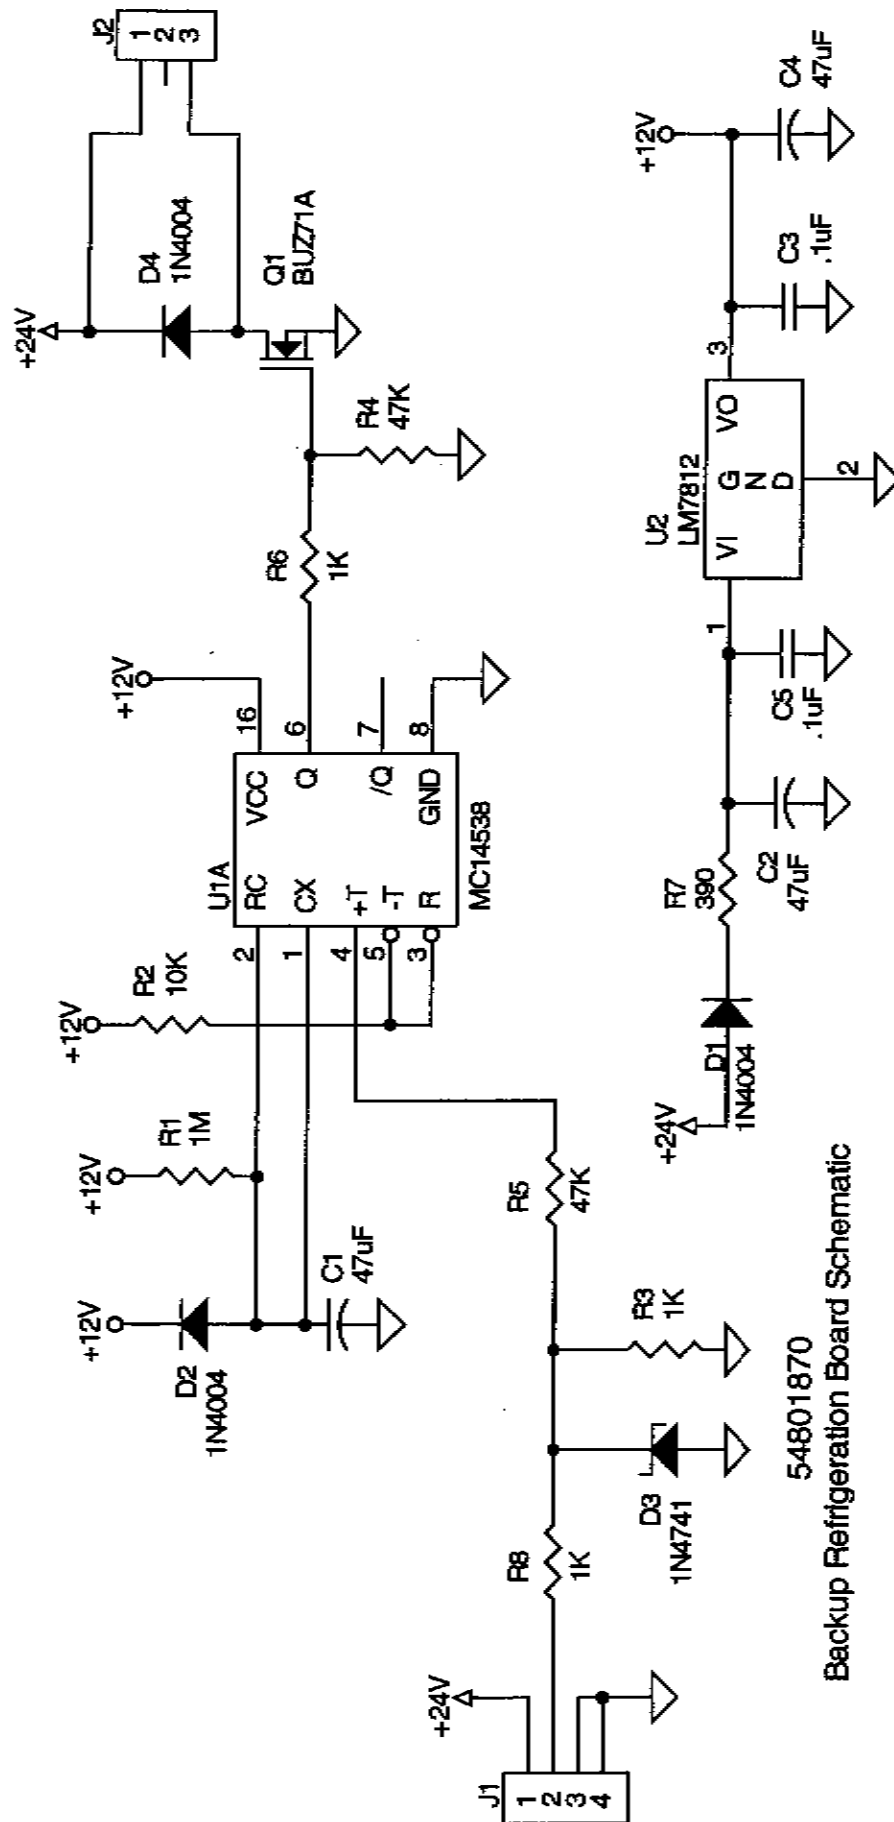 J1
1
2
3
4
+24V
R8
1K
D3
1N4741
R3
1K
R5
47K
+12V
D2
1N4004
C1
47uF
+12V
R1
1M
+12V
R2
10K
2
1
4
5
3
U1A
RC
VCC
CX
Q
+T
-T
/Q
R
GND
MC14538
16
6
7
8
+12V
R6
1K
R4
47K
+24V
D4
1N4004
Q1
BUZ71A
J2
1
2
3
+24V
D1
1N4004
R7
390
C2
47uF
C5
.1uF
1
U2
LM7812
VI
GND
VO
2
3
C3
.1uF
+12V
C4
47uF
54801870
Backup Refrigeration Board Schematic